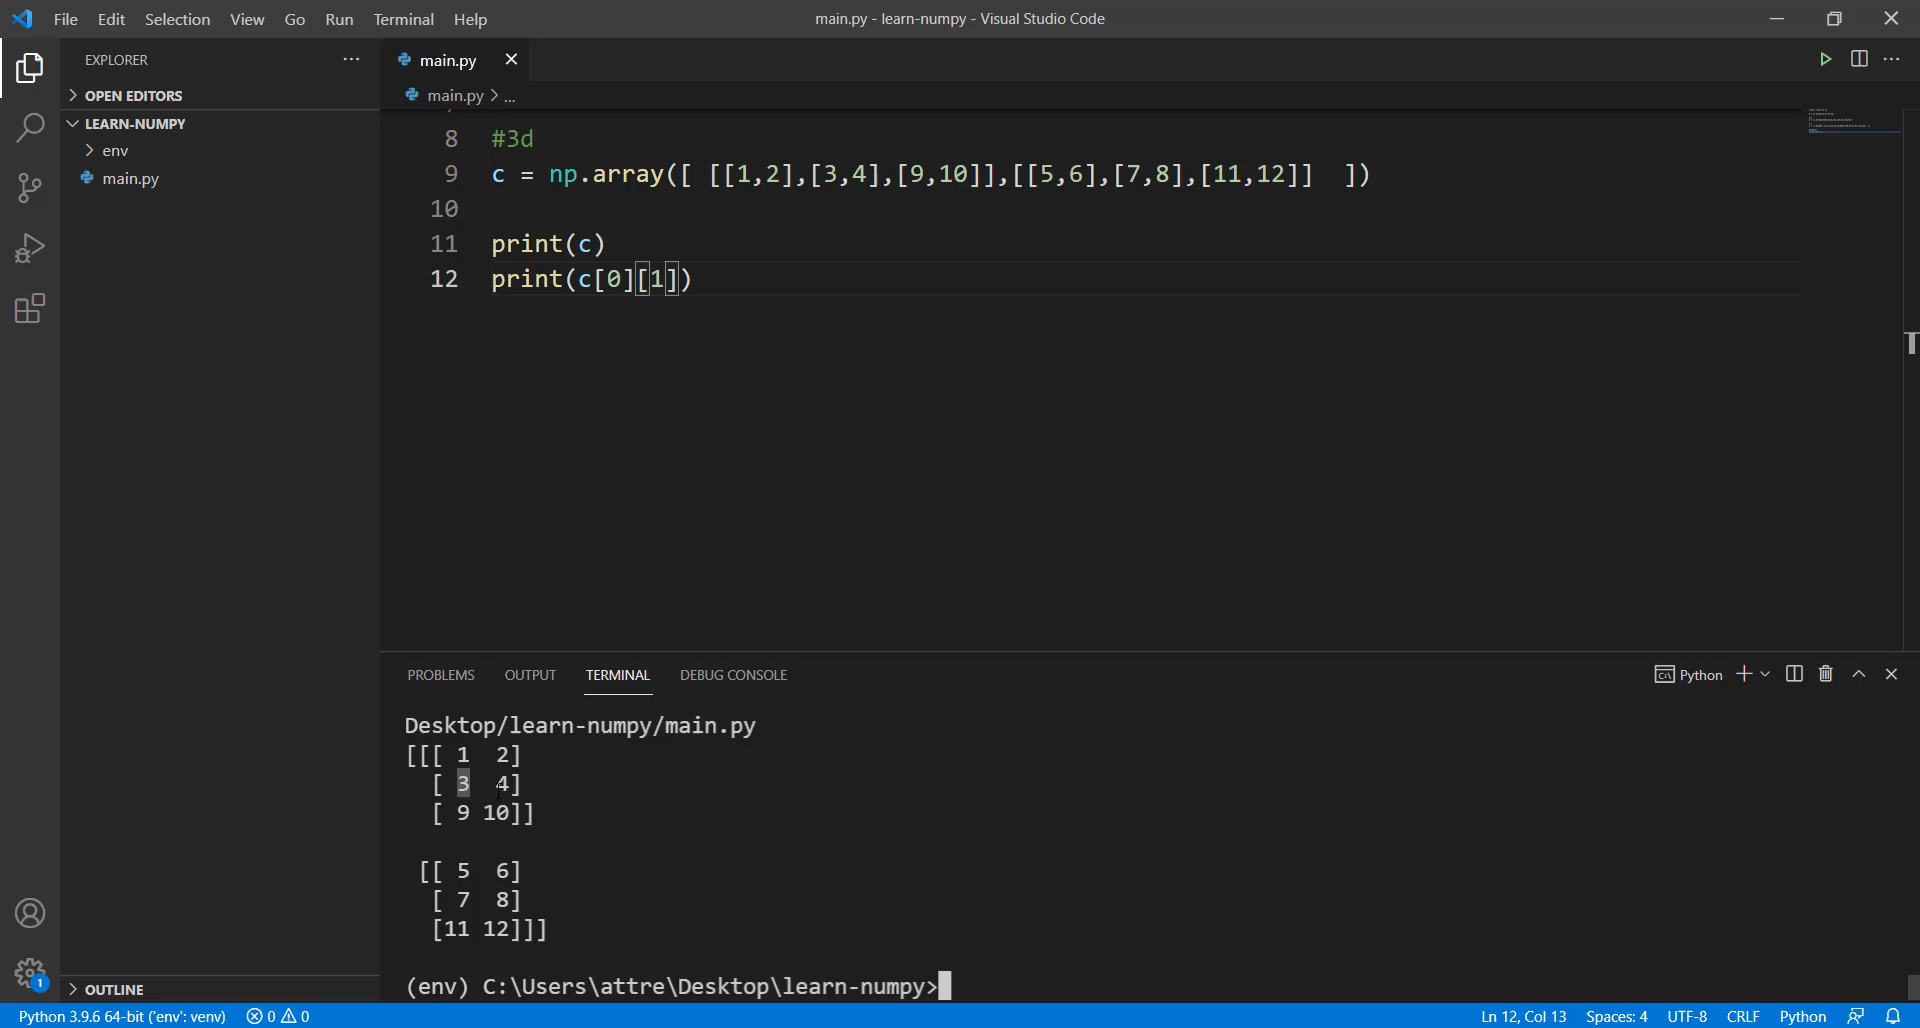 File Edit Selection View Go Run Terminal Help
main.py - learn-numpy - Visual Studio Code
EXPLORER
OPEN EDITORS
LEARN-NUMPY
env
main.py
OUTLINE
main.py
main.py > ...
8 #3d
9 c = np.array([ [[1,2],[3,4],[9,10]],[[5,6],[7,8],[11,12]]  ])
10
11 print(c)
12 print(c[0][1])
PROBLEMS OUTPUT TERMINAL DEBUG CONSOLE
Python
Desktop/learn-numpy/main.py
[[[ 1  2]
  [ 3  4]
  [ 9 10]]
 [[ 5  6]
  [ 7  8]
  [11 12]]]
(env) C:\Users\attre\Desktop\learn-numpy>
1
Python 3.9.6 64-bit ('env': venv) 0 0 Ln 12, Col 13 Spaces: 4 UTF-8 CRLF Python